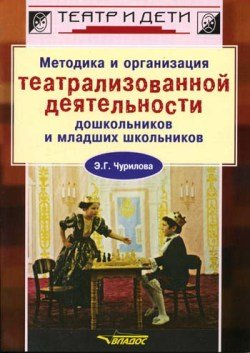 ТЕАТР И ДЕТИ
Методика и организация
ТЕАТРАЛИЗОВАННОЙ
ДЕЯТЕЛЬНОСТИ
ДОШКОЛЬНИКОВ
И МЛАДШИХ ШКОЛЬНИКОВ
Э.Г. Чурилова
ВЛАДОС